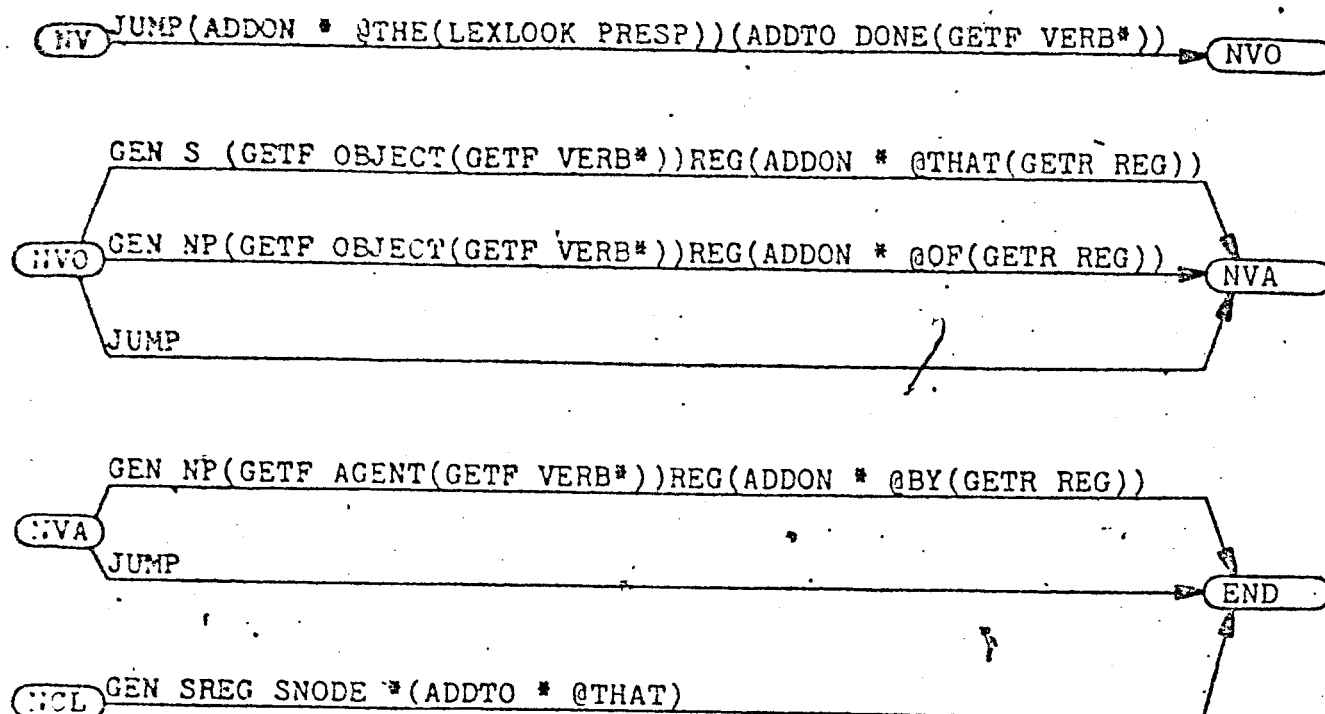 NV JUMP(ADDON * @THE(LEXLOOK PRESP))(ADDTO DONE(GETF VERB*)) NVO
GEN S (GETF OBJECT(GETF VERB*))REG(ADDON * @THAT(GETR REG))
NVO GEN NP(GETF OBJECT(GETF VERB*))REG(ADDON * @OF(GETR REG)) NVA
JUMP
GEN NP(GETF AGENT(GETF VERB*))REG(ADDON * @BY(GETR REG))
NVA
JUMP
END
NCL GEN SREG SNODE *(ADDTO * @THAT)